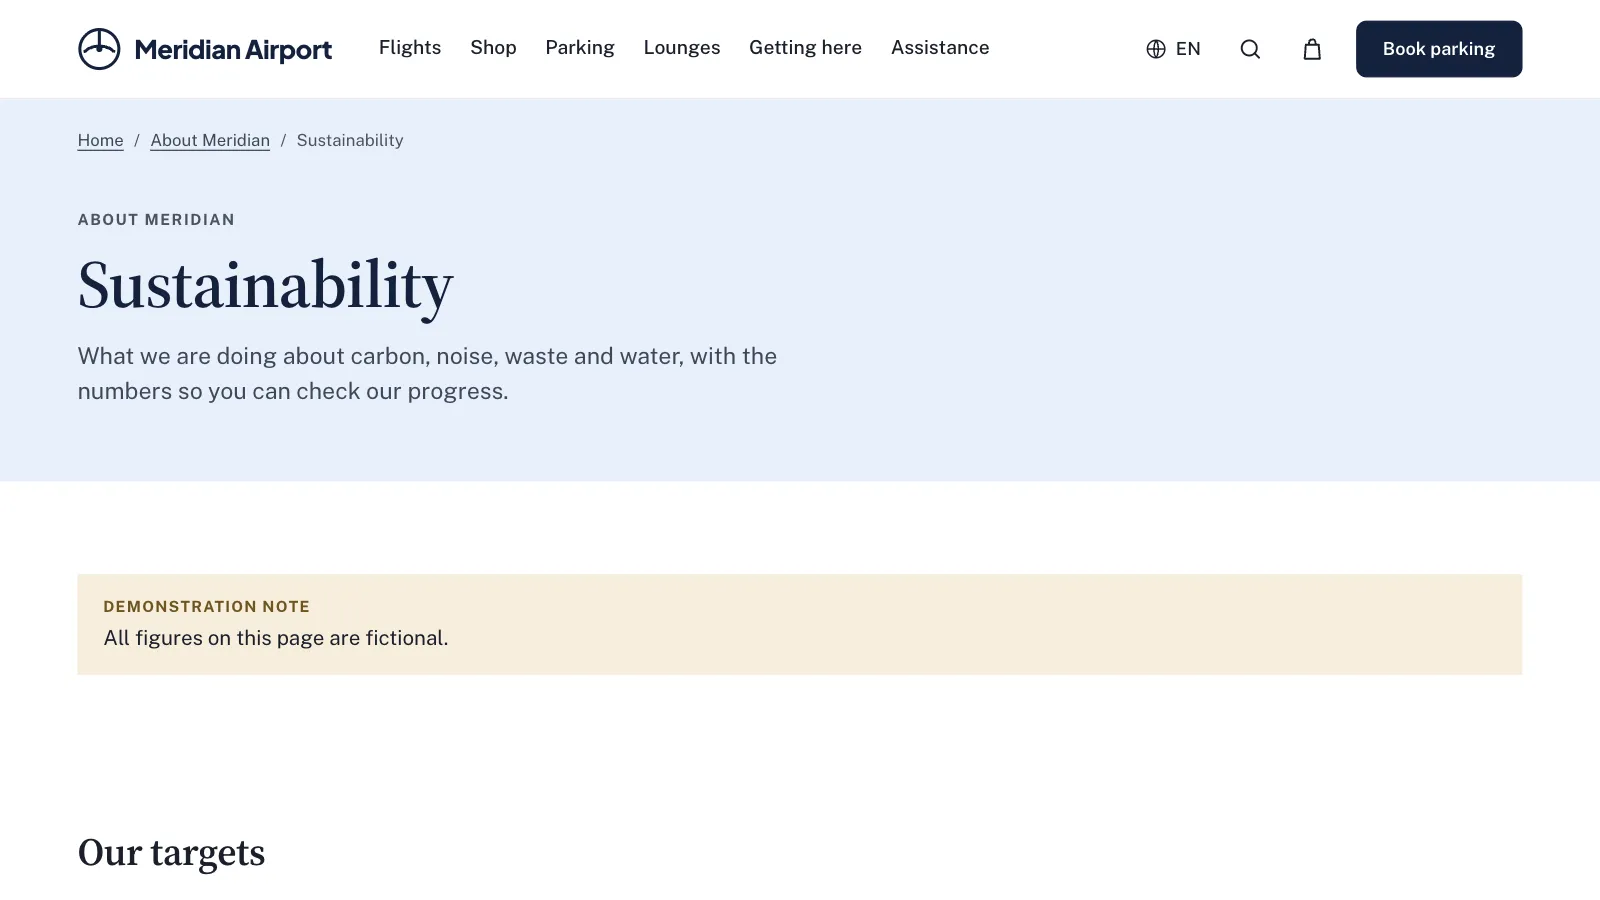 Meridian Airport
Flights
Shop
Parking
Lounges
Getting here
Assistance
EN
Book parking
Home / About Meridian / Sustainability
ABOUT MERIDIAN
Sustainability
What we are doing about carbon, noise, waste and water, with the
numbers so you can check our progress.
DEMONSTRATION NOTE
All figures on this page are fictional.
Our targets